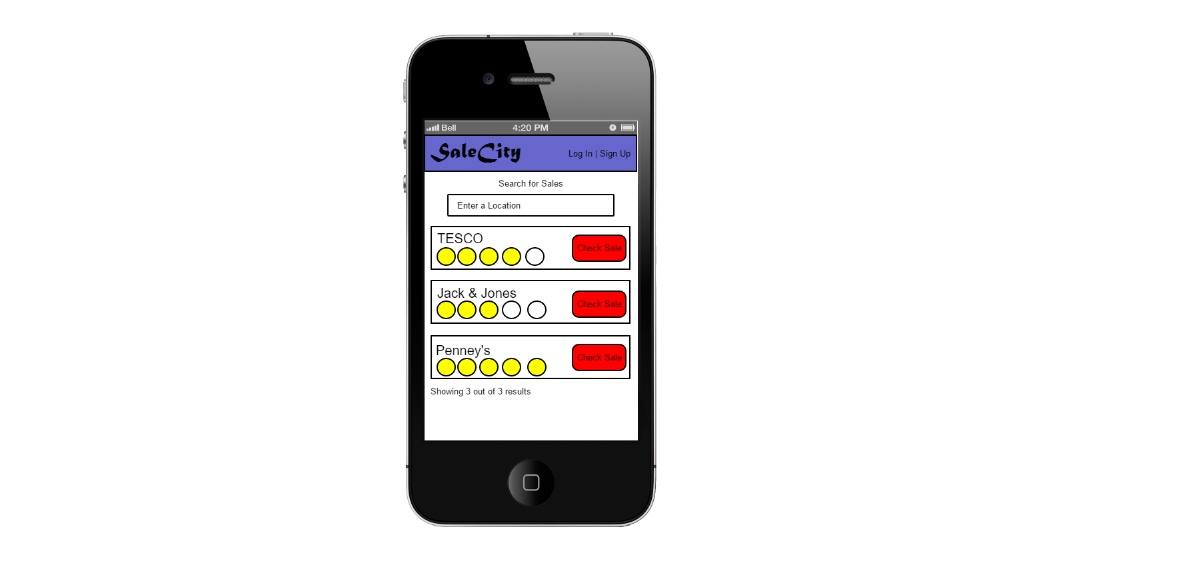 Bell 4:20 PM
SaleCity Log In | Sign Up
Search for Sales
Enter a Location
TESCO
Check Sale
Jack & Jones
Check Sale
Penney's
Check Sale
Showing 3 out of 3 results